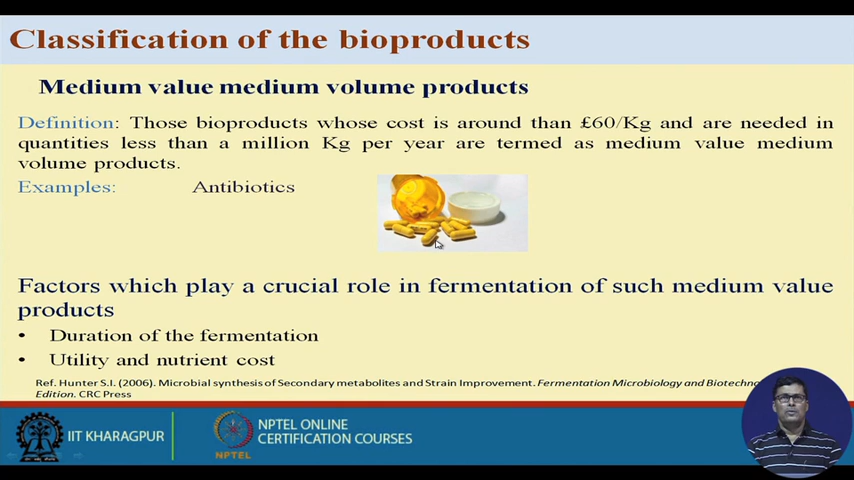 Classification of the bioproducts
Medium value medium volume products
Definition: Those bioproducts whose cost is around than £60/Kg and are needed in
quantities less than a million Kg per year are termed as medium value medium
volume products.
Examples: Antibiotics
Factors which play a crucial role in fermentation of such medium value
products
• Duration of the fermentation
• Utility and nutrient cost
Ref. Hunter S.I. (2006). Microbial synthesis of Secondary metabolites and Strain Improvement. Fermentation Microbiology and
Edition. CRC Press
IIT KHARAGPUR
NPTEL
NPTEL ONLINE
CERTIFICATION COURSES